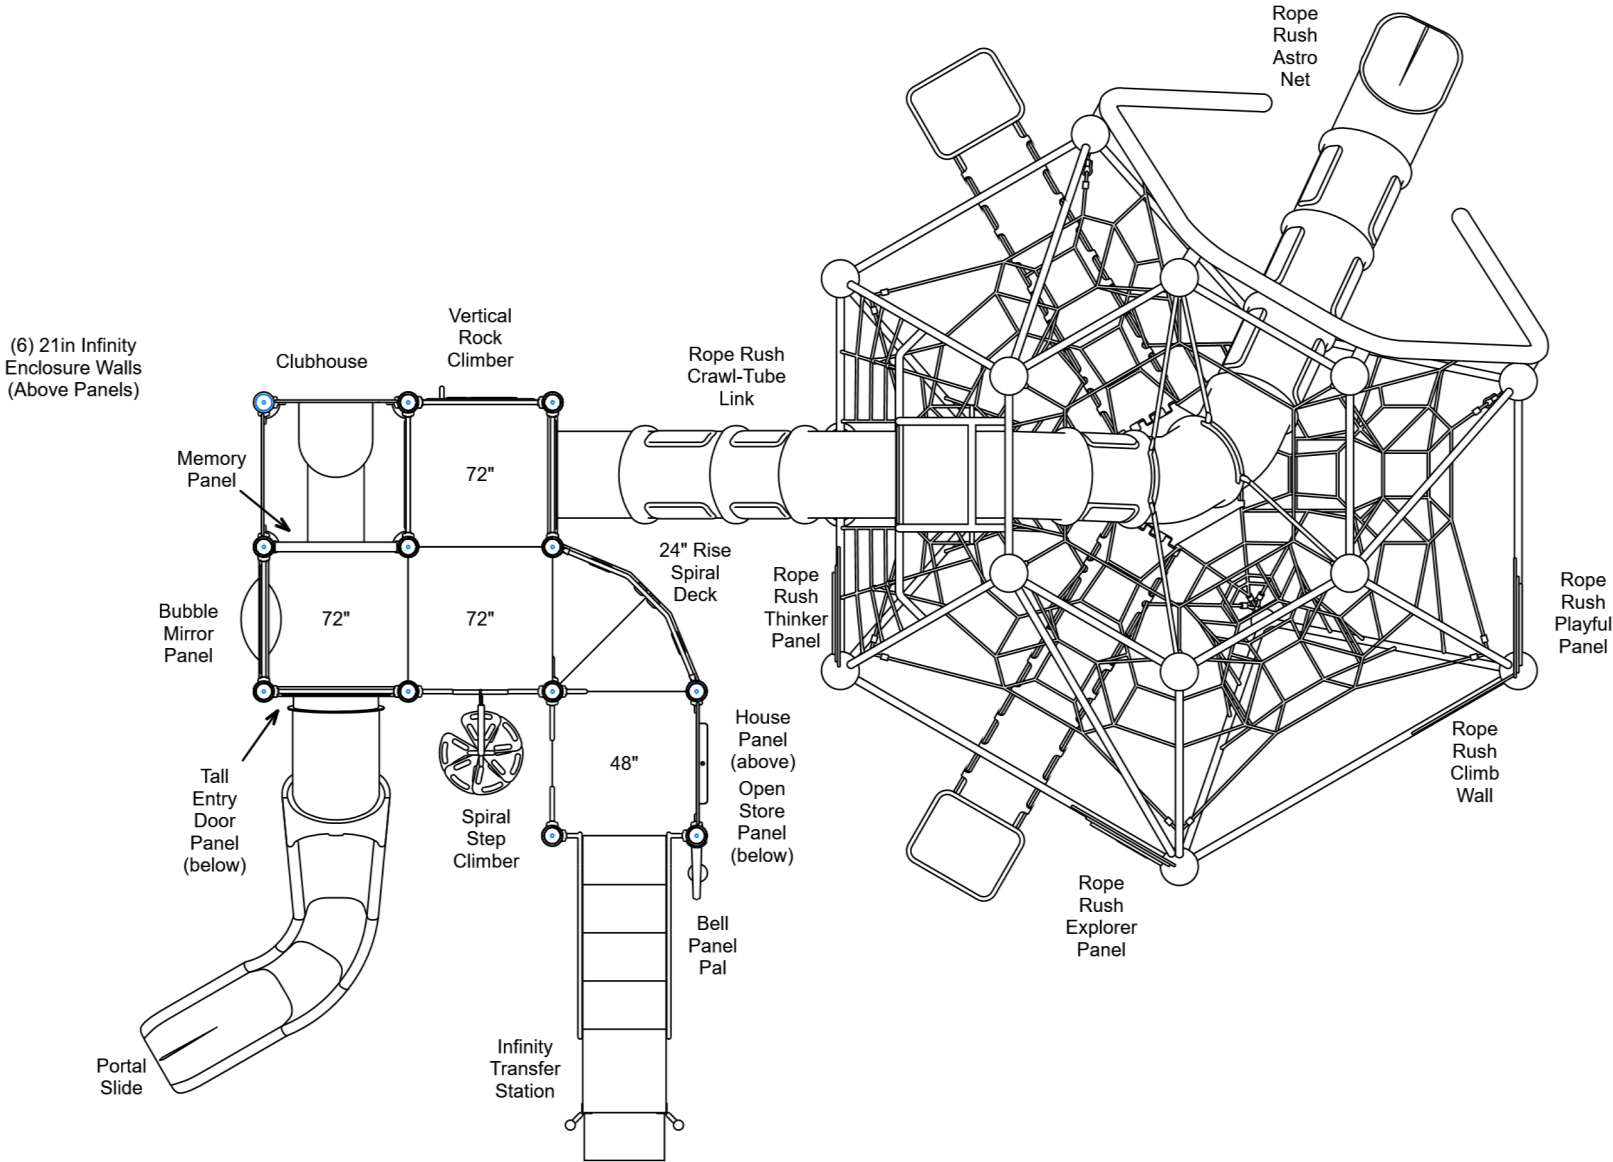 Rope
Rush
Astro
Net
Vertical
Rock
Climber
(6) 21in Infinity
Enclosure Walls
(Above Panels)
Clubhouse
Rope Rush
Crawl-Tube
Link
Memory
Panel
72"
24" Rise
Spiral
Deck
Bubble
Mirror
Panel
72"
72"
Rope
Rush
Thinker
Panel
Rope
Rush
Playful
Panel
House
Panel
(above)
Open
Store
Panel
(below)
48"
Rope
Rush
Climb
Wall
Tall
Entry
Door
Panel
(below)
Spiral
Step
Climber
Rope
Rush
Explorer
Panel
Bell
Panel
Pal
Infinity
Transfer
Station
Portal
Slide